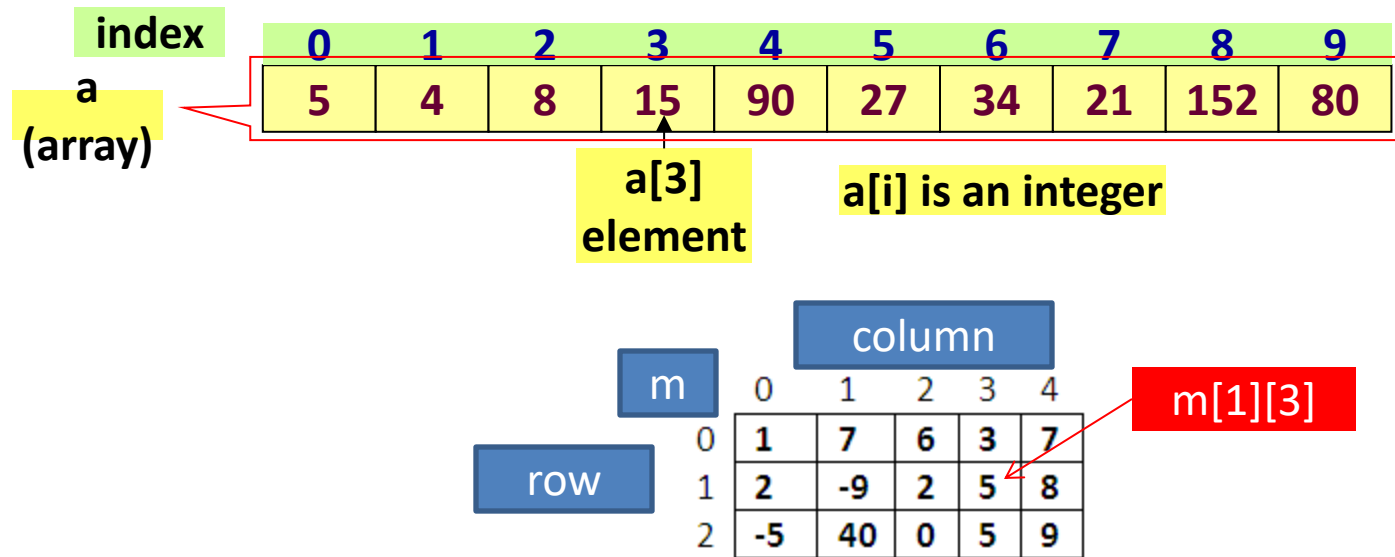 index 0 1 2 3 4 5 6 7 8 9
a
(array)
5 4 8 15 90 27 34 21 152 80
a[3]
element
a[i] is an integer
column
m
0 1 2 3 4
m[1][3]
row
0 1 7 6 3 7
1 2 -9 2 5 8
2 -5 40 0 5 9